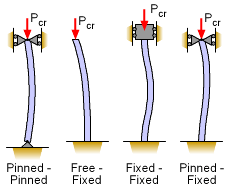 Pcr
Pcr
Pcr
Pcr
Pinned -
Pinned
Free -
Fixed
Fixed -
Fixed
Pinned -
Fixed